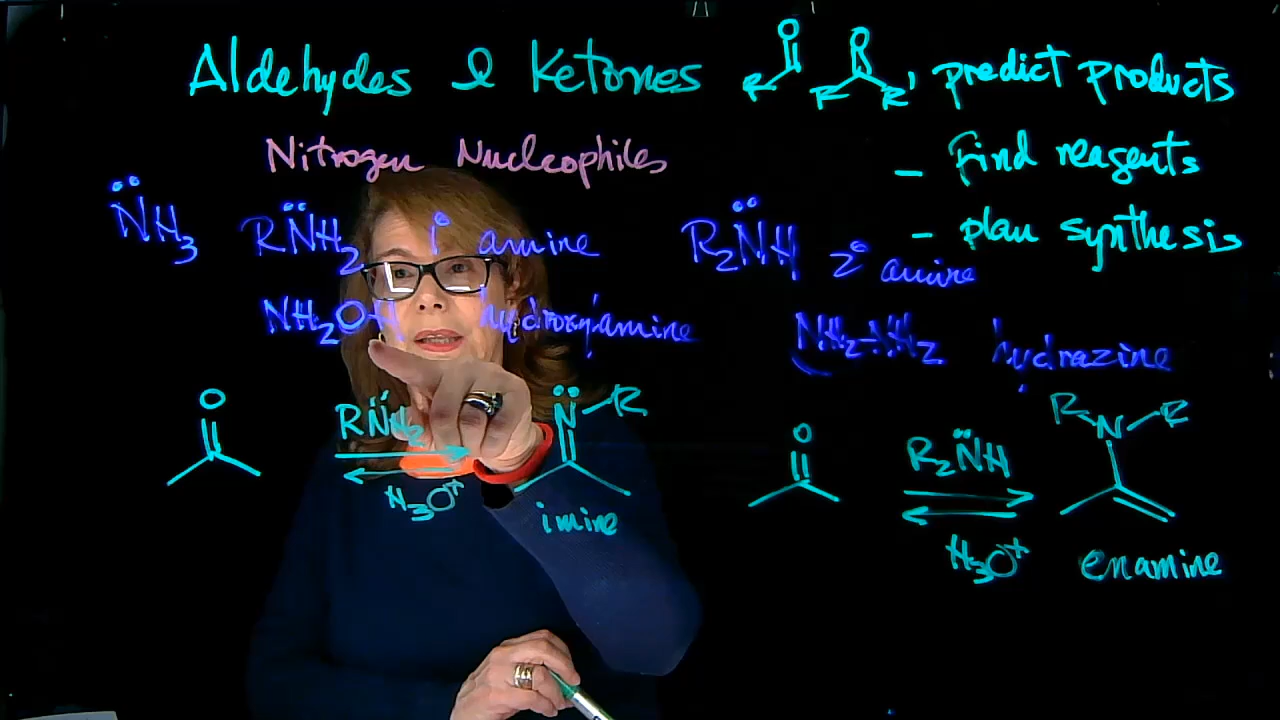 Aldehydes & Ketones
O
R
O
R R'
predict products
Nitrogen Nucleophiles
- Find reagents
- plan synthesis
NH3 RNH2 1° amine R2NH 2° amine
NH2OH hydroxylamine NH2-NH2 hydrazine
O RNH2 N-R O R2NH R N-R
H3O+ H3O+
imine enamine